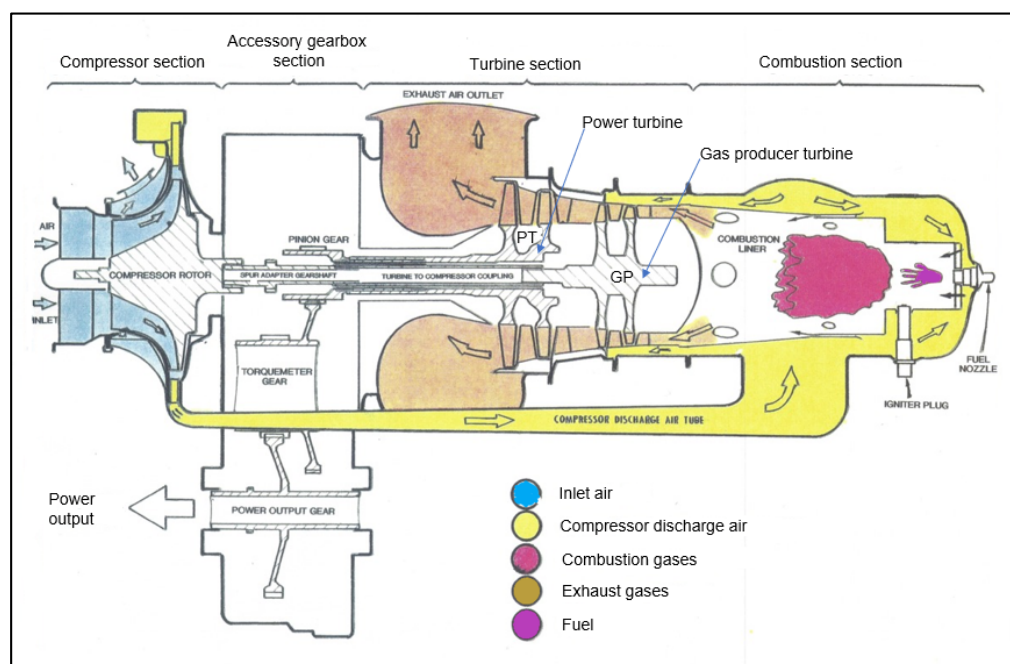 Compressor section
Accessory gearbox
section
Turbine section
Combustion section
EXHAUST AIR OUTLET
Power turbine
Gas producer turbine
AIR
PINION GEAR
PT
COMBUSTION
LINER
COMPRESSOR ROTOR
SPUR ADAPTER GEARSHAFT
TURBINE TO COMPRESSOR COUPLING
GP
INLET
FUEL
NOZZLE
TORQUEMETER
GEAR
IGNITER PLUG
COMPRESSOR DISCHARGE AIR TUBE
Power
output
POWER OUTPUT GEAR
Inlet air
Compressor discharge air
Combustion gases
Exhaust gases
Fuel